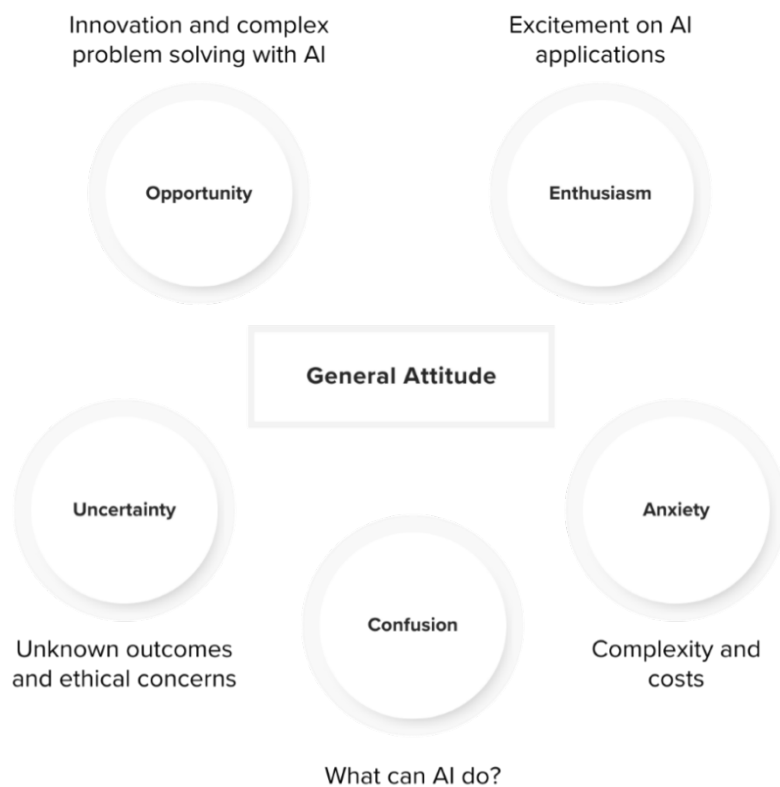 Innovation and complex
problem solving with AI
Excitement on AI
applications
Opportunity
Enthusiasm
General Attitude
Uncertainty
Anxiety
Confusion
Unknown outcomes
and ethical concerns
Complexity and
costs
What can AI do?